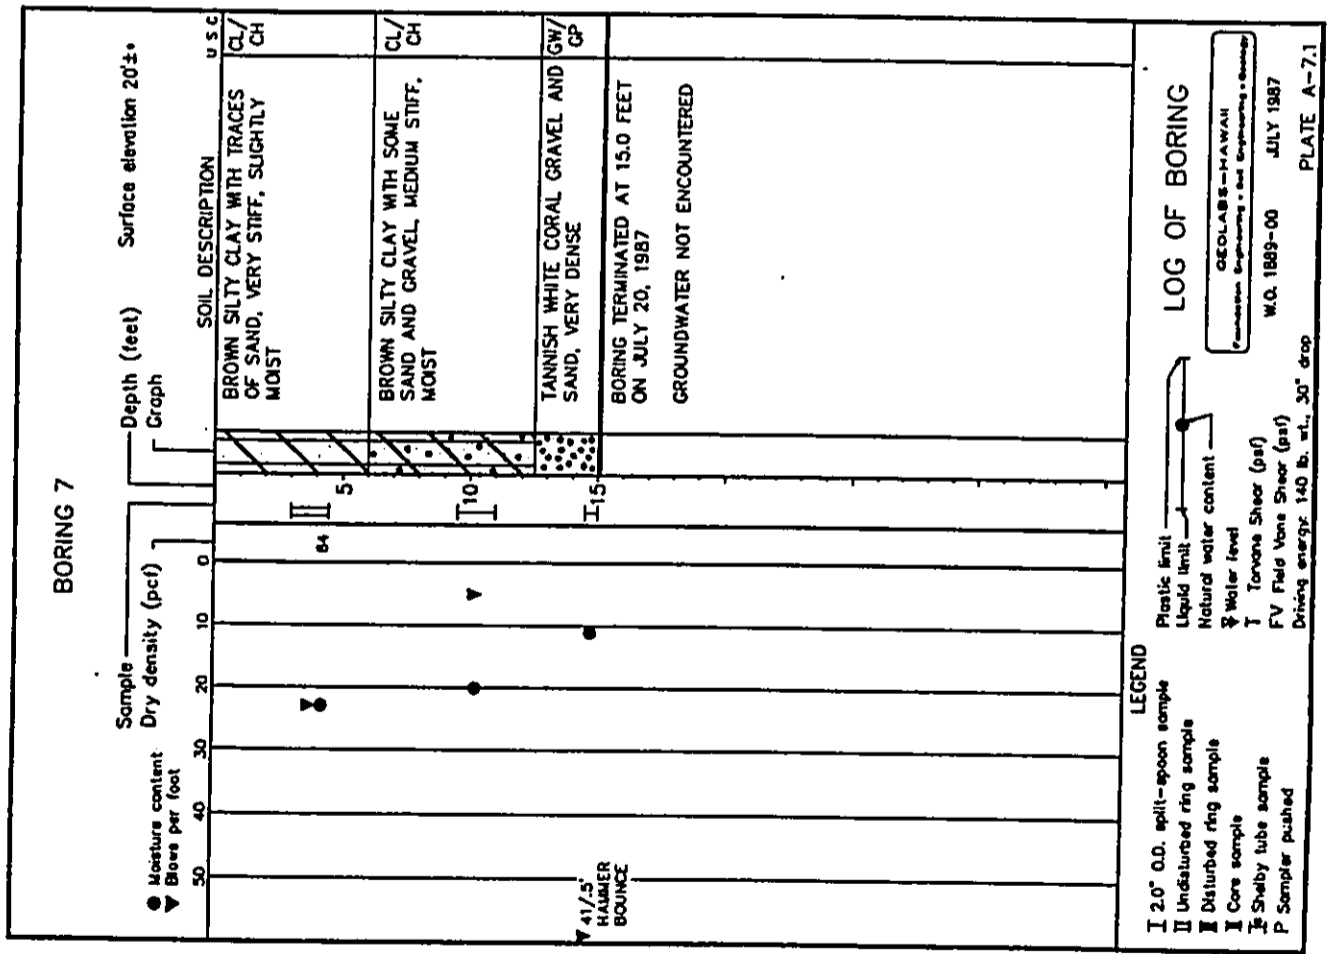 BORING 7
Sample
Dry density (pcf)
Depth (feet)
Graph
Surface elevation 20'±*
● Moisture content
▼ Blows per foot
50
40
30
20
10
0
SOIL DESCRIPTION
U S C
84
5
BROWN SILTY CLAY WITH TRACES
OF SAND, VERY STIFF, SLIGHTLY
MOIST
CL/
CH
10
BROWN SILTY CLAY WITH SOME
SAND AND GRAVEL, MEDIUM STIFF,
MOIST
CL/
CH
41/.5'
HAMMER
BOUNCE
15
TANNISH WHITE CORAL GRAVEL AND
SAND, VERY DENSE
GW/
GP
BORING TERMINATED AT 15.0 FEET
ON JULY 20, 1987
GROUNDWATER NOT ENCOUNTERED
LEGEND
2.0" O.D. split-spoon sample
Undisturbed ring sample
Disturbed ring sample
Core sample
Shelby tube sample
P Sampler pushed
Plastic limit
Liquid limit
Natural water content
Water level
T Torvane Shear (psf)
FV Field Vane Shear (psf)
Driving energy: 140 lb. wt., 30" drop
LOG OF BORING
GEOLABS-HAWAII
Foundation Engineering • Soil Engineering • Geology
W.O. 1889-00 JULY 1987
PLATE A-7.1